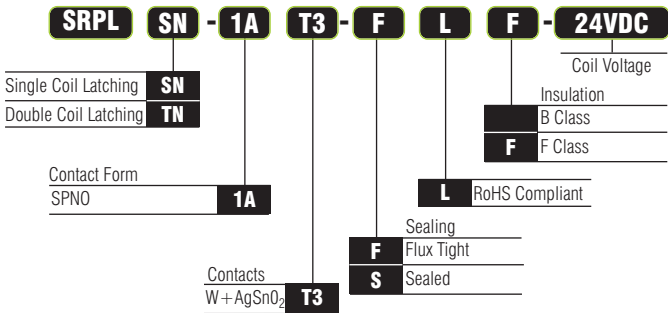 SRPL SN - 1A T3 - F L F - 24VDC
Coil Voltage
Single Coil Latching SN
Double Coil Latching TN
Insulation
B Class
F F Class
Contact Form
SPNO 1A
L RoHS Compliant
Sealing
F Flux Tight
S Sealed
Contacts
W+AgSnO₂ T3